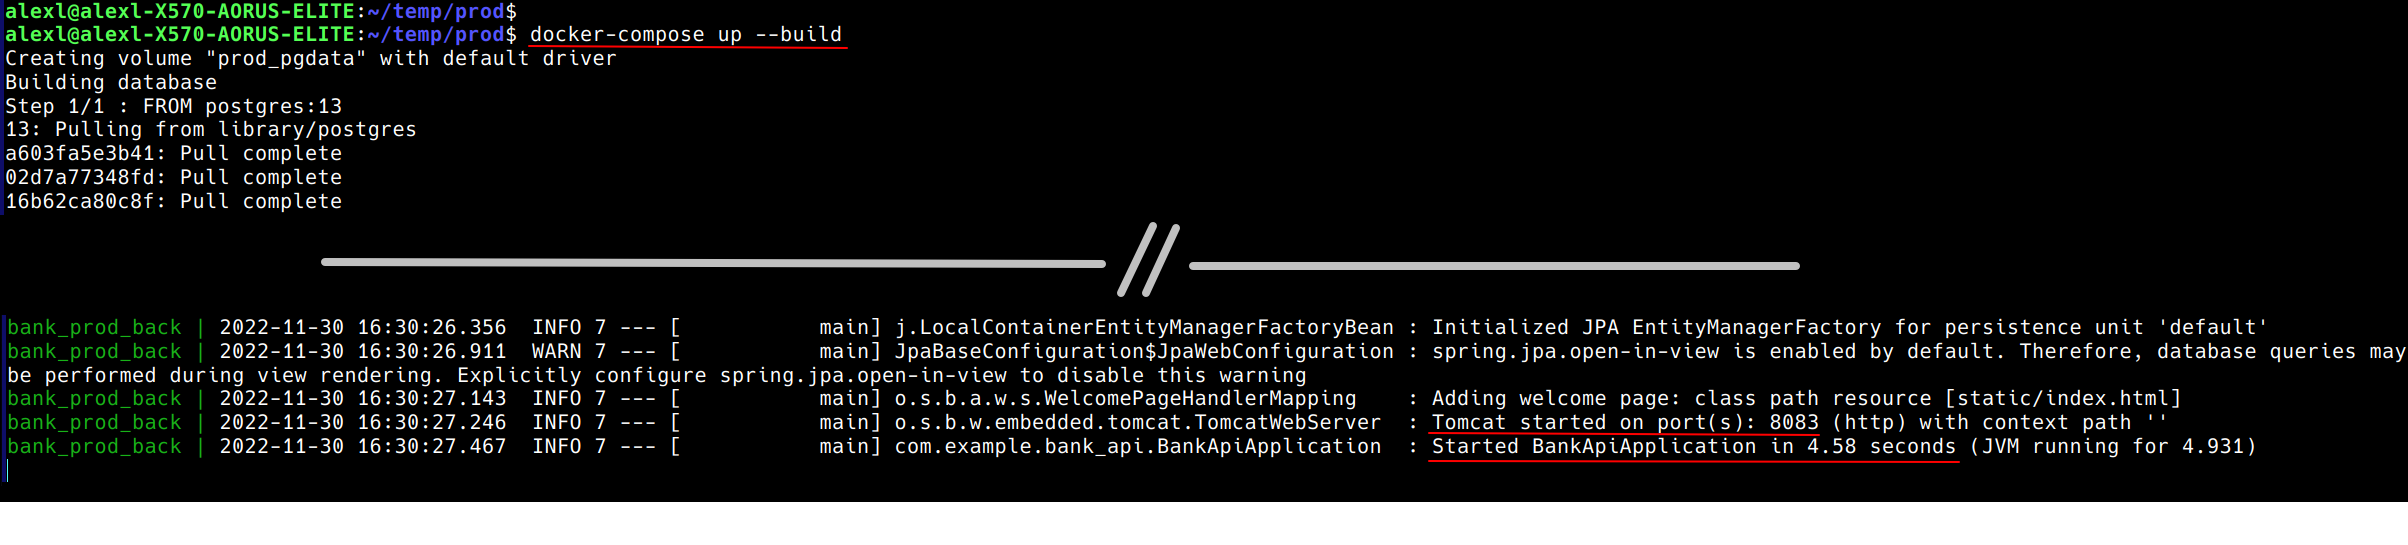 alexl@alexl-X570-AORUS-ELITE:~/temp/prod$
alexl@alexl-X570-AORUS-ELITE:~/temp/prod$ docker-compose up --build
Creating volume "prod_pgdata" with default driver
Building database
Step 1/1 : FROM postgres:13
13: Pulling from library/postgres
a603fa5e3b41: Pull complete
02d7a77348fd: Pull complete
16b62ca80c8f: Pull complete
bank_prod_back | 2022-11-30 16:30:26.356  INFO 7 --- [           main] j.LocalContainerEntityManagerFactoryBean : Initialized JPA EntityManagerFactory for persistence unit 'default'
bank_prod_back | 2022-11-30 16:30:26.911  WARN 7 --- [           main] JpaBaseConfiguration$JpaWebConfiguration : spring.jpa.open-in-view is enabled by default. Therefore, database queries may
be performed during view rendering. Explicitly configure spring.jpa.open-in-view to disable this warning
bank_prod_back | 2022-11-30 16:30:27.143  INFO 7 --- [           main] o.s.b.a.w.s.WelcomePageHandlerMapping    : Adding welcome page: class path resource [static/index.html]
bank_prod_back | 2022-11-30 16:30:27.246  INFO 7 --- [           main] o.s.b.w.embedded.tomcat.TomcatWebServer  : Tomcat started on port(s): 8083 (http) with context path ''
bank_prod_back | 2022-11-30 16:30:27.467  INFO 7 --- [           main] com.example.bank_api.BankApiApplication  : Started BankApiApplication in 4.58 seconds (JVM running for 4.931)